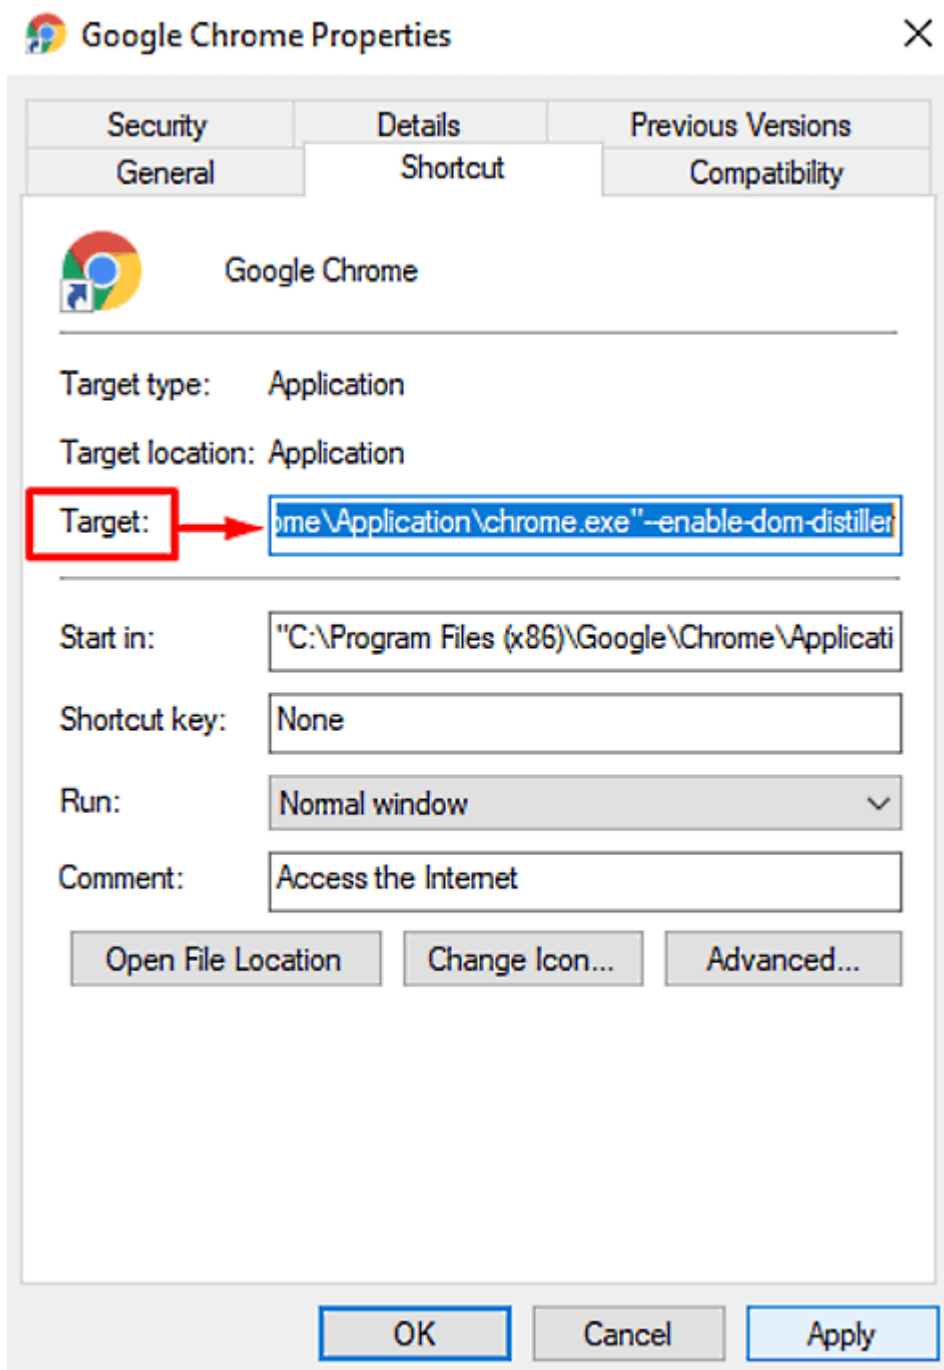 Google Chrome Properties
Security Details Previous Versions
General Shortcut Compatibility
Google Chrome
Target type: Application
Target location: Application
Target: ome\Application\chrome.exe"--enable-dom-distiller
Start in: "C:\Program Files (x86)\Google\Chrome\Applicati
Shortcut key: None
Run: Normal window
Comment: Access the Internet
Open File Location Change Icon... Advanced...
OK Cancel Apply